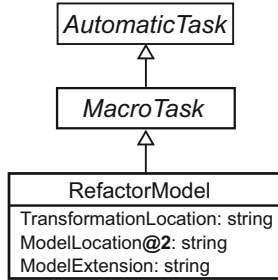 AutomaticTask
MacroTask
RefactorModel
TransformationLocation: string
ModelLocation@2: string
ModelExtension: string